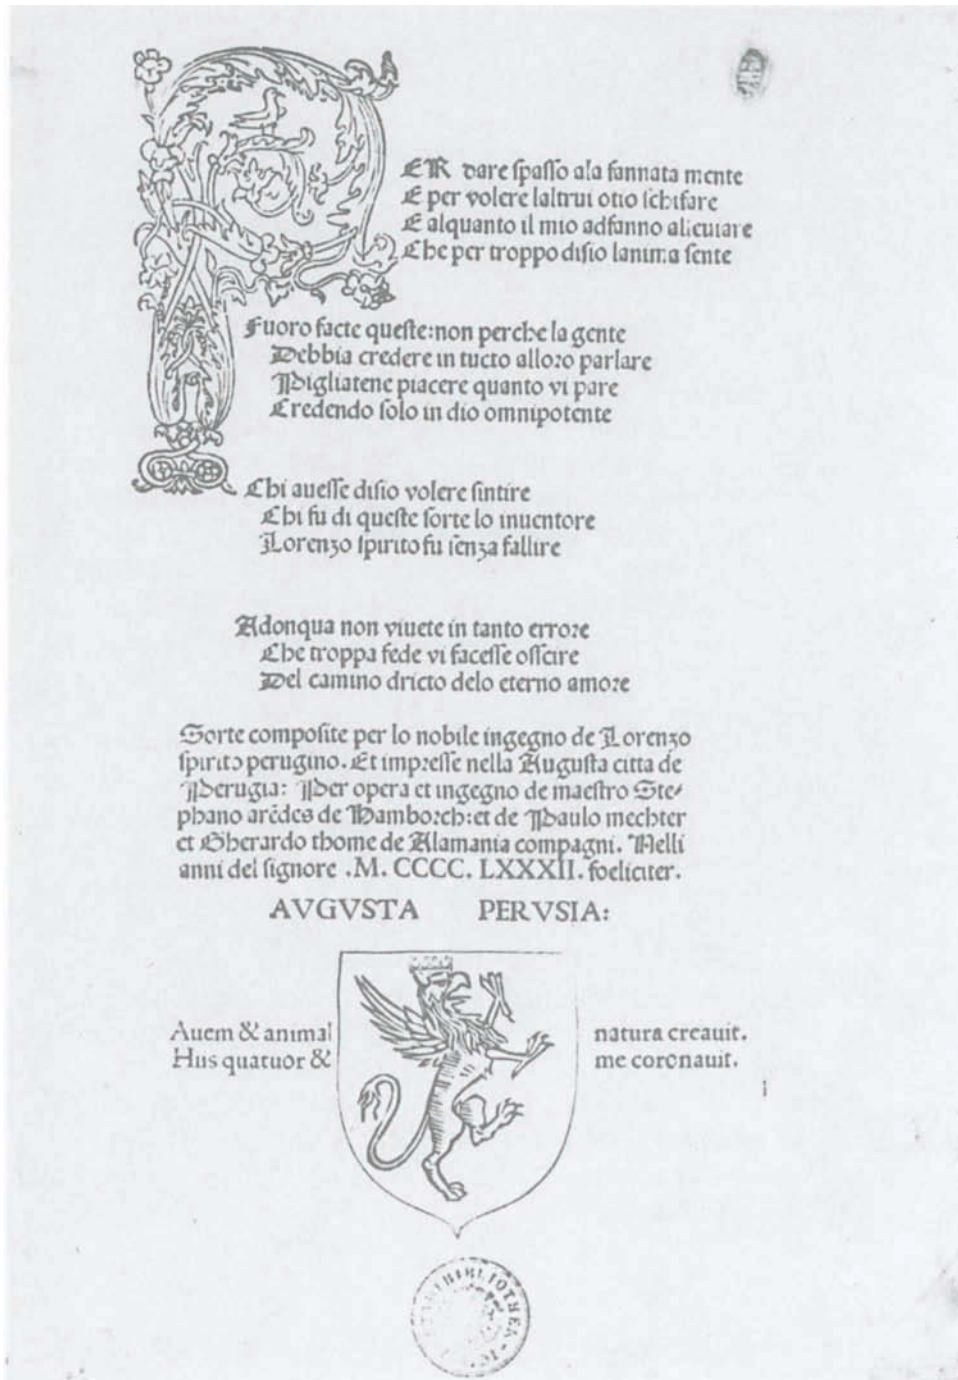 PER dare spasso ala fannata mente
E per volere laltrui otio schifare
E alquanto il mio adfanno alieuiare
Che per troppo disio lanima sente
Fuoro facte queste:non perche la gente
Debbia credere in tucto alloro parlare
Pigliatene piacere quanto vi pare
Credendo solo in dio omnipotente
Chi auesse disio volere sintire
Chi fu di queste sorte lo inuentore
Lorenzo spirito fu senza fallire
Adonqua non viuete in tanto errore
Che troppa fede vi facesse oscire
Del camino dricto delo eterno amore
Sorte composite per lo nobile ingegno de Lorenzo
spirito perugino. Et impresse nella Augusta citta de
Perugia: Per opera et ingegno de maestro Ste-
phano arēdes de Hamborch:et de Paulo mechter
et Gherardo thome de Alamania compagni. Nelli
anni del signore .M. CCCC. LXXXII. foeliciter.
AVGVSTA PERVSIA:
Auem & animal natura creauit.
Hiis quatuor & me coronauit.
i
BIBLIOTHEK